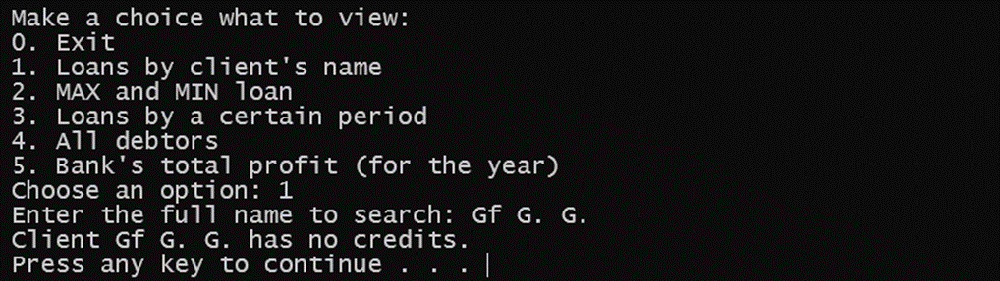 Make a choice what to view:
0. Exit
1. Loans by client's name
2. MAX and MIN loan
3. Loans by a certain period
4. All debtors
5. Bank's total profit (for the year)
Choose an option: 1
Enter the full name to search: Gf G. G.
Client Gf G. G. has no credits.
Press any key to continue . . .